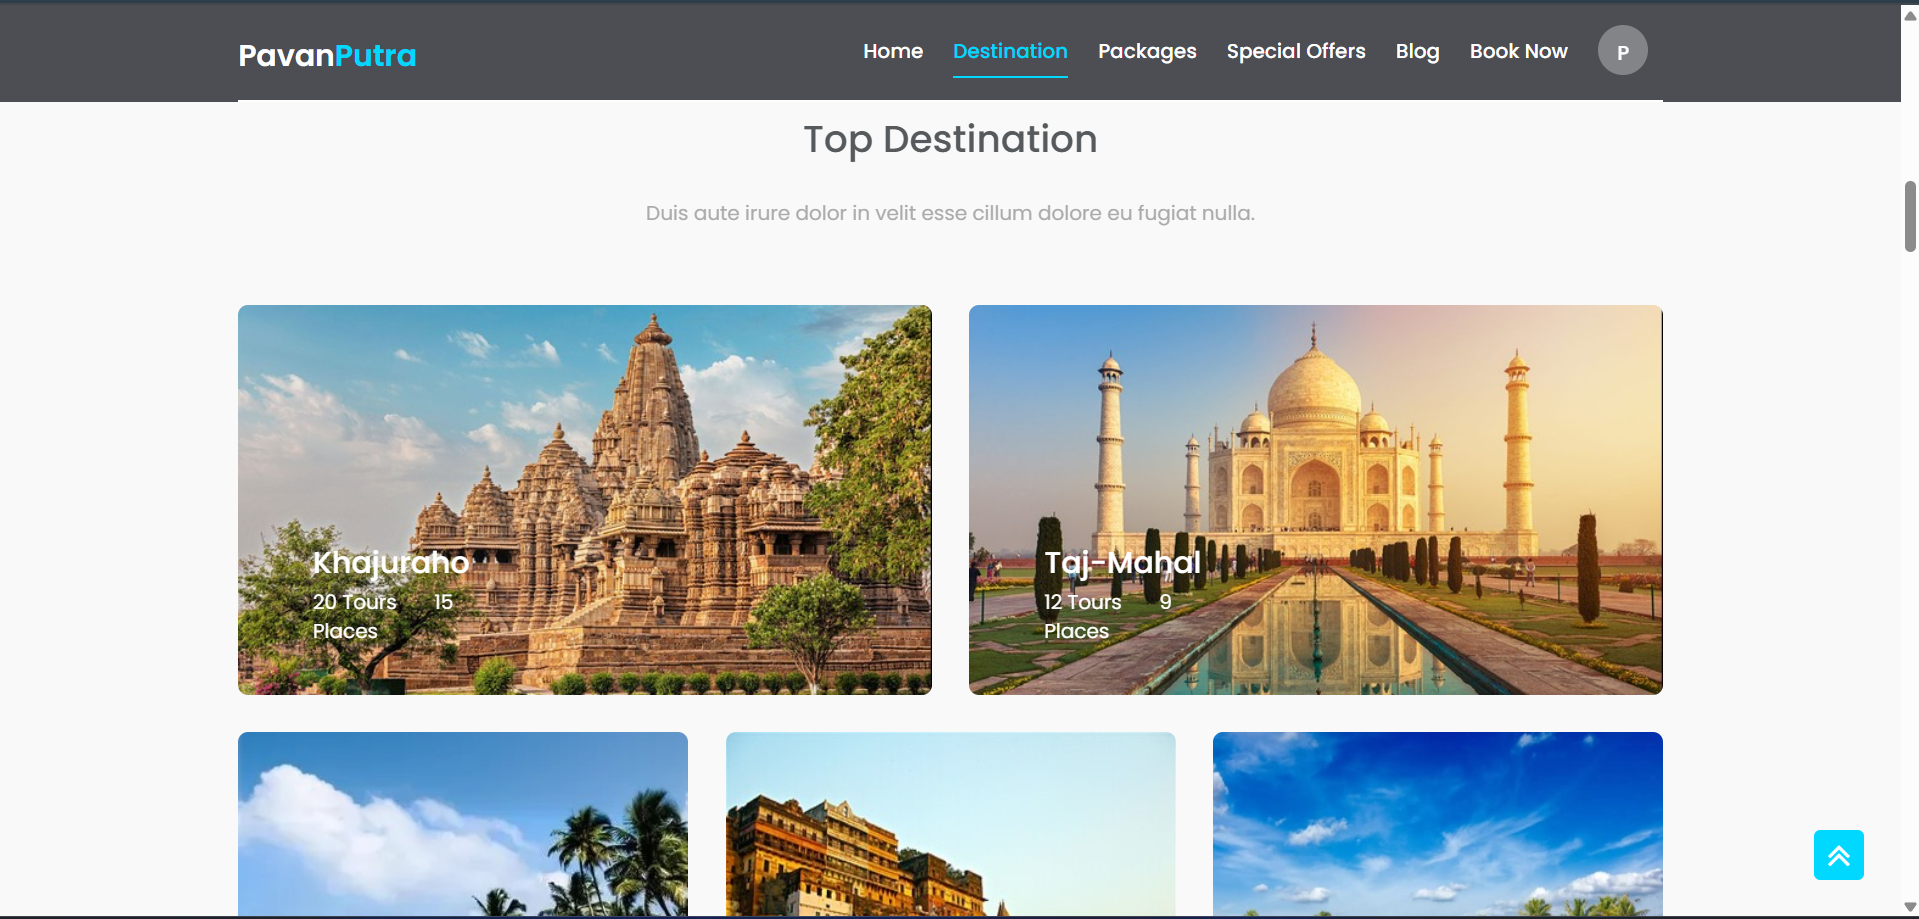 PavanPutra
Home Destination Packages Special Offers Blog Book Now P
Top Destination
Duis aute irure dolor in velit esse cillum dolore eu fugiat nulla.
Khajuraho
20 Tours 15
Places
Taj-Mahal
12 Tours 9
Places